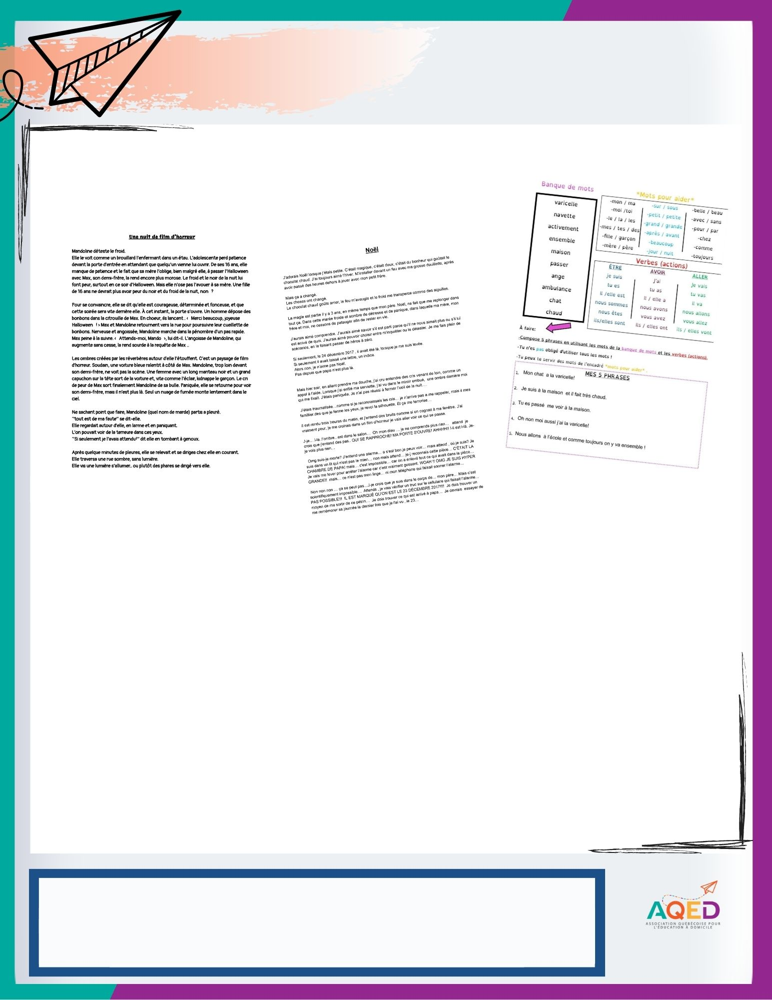 Une nuit de film d'horreur
Mandoline déteste le froid.
Elle le voit comme un brouillard l'enfermant dans un étau. L'adolescente perd patience
devant la porte d'entrée en attendant que quelqu'un vienne lui ouvrir. De ses 16 ans, elle
manque de patience et le fait que sa mère l'oblige, bien malgré elle, à passer l'Halloween
avec Max, son demi-frère, la rend encore plus morose. Le froid et le noir de la nuit lui
font peur, surtout en ce soir d'Halloween. Mais elle n'ose pas l'avouer à sa mère. Une fille
de 16 ans ne devrait plus avoir peur du noir et du froid de la nuit, non ?
Pour se convaincre, elle se dit qu'elle est courageuse, déterminée et fonceuse, et que
cette soirée sera vite derrière elle. À cet instant, la porte s'ouvre. Un homme dépose des
bonbons dans la citrouille de Max. En choeur, ils lancent : ‹ Merci beaucoup, joyeuse
Halloween ! › Max et Mandoline retournent vers la rue pour poursuivre leur cueillette de
bonbons. Nerveuse et angoissée, Mandoline marche dans la pénombre d'un pas rapide.
Max peine à la suivre. ‹ Attends-moi, Mando ›, lui dit-il. L'angoisse de Mandoline, qui
augmente sans cesse, la rend sourde à la requête de Max ..
Les ombres créées par les réverbères autour d'elle l'étouffent. C'est un paysage de film
d'horreur. Soudain, une voiture bleue ralentit à côté de Max. Mandoline, trop loin devant
son demi-frère, ne voit pas la scène. Une femme avec un long manteau noir et un grand
capuchon sur la tête sort de la voiture et, vite comme l'éclair, kidnappe le garçon. Le cri
de peur de Max sort finalement Mandoline de sa bulle. Paniquée, elle se retourne pour voir
son demi-frère, mais il n'est plus là. Seul un nuage de fumée monte lentement dans le
ciel.
Ne sachant point que faire, Mandoline (quel nom de marde) partis a pleuré.
´´tout est de ma faute´´ se dit-elle.
Elle regardait autour d'elle, en larme et en paniquant.
L'on pouvait voir de la terreure dans ces yeux.
´´Si seulement je l'avais attendu!´´ dit elle en tombant à genoux.
Après quelque minutes de pleures, elle se relevait et se dirigea chez elle en courant.
Elle traversa une rue sombre, sans lumière.
Elle vis une lumière s'allumer.. ou plutôt des phares se dirigé vers elle.
Noël
J'adorais Noël lorsque j'étais petite. C'était magique, c'était doux, c'était du bonheur qui goûtait le
chocolat chaud. J'ai toujours aimé l'hiver. M'installer devant un feu avec ma grosse douillette, après
avoir passé des heures dehors à jouer avec mon petit frère.
Mais ça a changé.
Les choses ont changé.
Le chocolat chaud goûte amer, le feu m'aveugle et le froid me transperce comme des aiguilles.
La magie est partie il y a 3 ans, en même temps que mon père. Noël, ne fait que me replonger dans
tout ça. Dans cette marée froide et sombre de détresse et de panique, dans laquelle ma mère, mon
frère et moi, ne cessons de patauger afin de rester en vie.
J'aurais aimé comprendre. J'aurais aimé savoir s'il est parti parce qu'il ne nous aimait plus ou s'il lui
est arrivé de quoi. J'aurais aimé pouvoir choisir entre m'inquiéter ou le détester. Je me fais plein de
scénarios, en le faisant passer de héros à zéro.
Si seulement, le 24 décembre 2017 , il avait été là, lorsque je me suis levée.
Si seulement il avait laissé une lettre, un indice.
Alors non, je n'aime pas Noël.
Pas depuis que papa n'est plus là.
Mais hier soir, en allant prendre ma douche, j'ai cru entendre des cris venant de loin, comme un
appel à l'aide. Lorsque j'ai enfilé ma serviette, j'ai vu dans le miroir embué, une ombre derrière moi
qui me fixait. J'étais paniquée. Je n'ai pas réussi à fermer l'oeil de la nuit….
J'étais traumatisée…comme si je reconnaissais les cris… je n'arrive pas a me rappeler, mais il mes
famillier.des que je ferme les yeux, je revoi la silhouette. Et ça me terrorise…
Il est rendu trois heures du matin, et j'entend des bruits comme si on cognait à ma fenêtre. J'ai
vraiment peur, je me croirais dans un film d'horreur je vais aller voir ce qui se passe.
J-je… l-la..l'ombre...est dans le salon… Oh mon dieu … je ne comprends plus rien… attend je
crois que j'entend des pas.. QUI SE RAPPROCHE! MA PORTE S'OUVRE! AHHHH!! I-il est l-là. Je-
je vois plus rien…
Omg suis-je morte? J'entend une alarme… a s'est bon je peux voir… mais attend , où je suis? Je
suis dans un lit qui n'est pas le mien… non mais attend… je-j reconnais cette pièce… C'ÉTAIT LA
CHAMBRE DE PAPA! mais… c'est impossible… car on a enlevé tout ce qui avait dans la pièce…
Je vais me lever pour arrêter l'alarme car c'est vraiment gossant. WOAH !! OMG JE SUIS HYPER
GRANDE!! mais… ce n'est pas mon linge… ni mon téléphone qui faisait sonner l'alarme…
Non non non … ça se peut pas…J-je crois que je suis dans le corps de… mon père… Mais c'est
scientifiquement impossible… Attends , je vais vérifier un truc sur le cellulaire qui faisait l'alarme…
PAS POSSIBLE!!! IL EST MARQUÉ QU'ON EST LE 23 DÉCEMBRE 2017!!!! Je dois trouver un
moyen de me sortir de ce pétrin… Je dois trouver ce qui est arrivé à papa… Je devrais essayer de
me remémorer sa journée la dernier fois que je l'ai vu , le 23…
Banque de mots
varicelle
navette
activement
ensemble
maison
passer
ange
ambulance
chat
chaud
*Mots pour aider*
-mon / ma
-moi /toi
-le / la / les
-mes / tes / des
-fille / garçon
-mère / père
-sur / sous
-petit / petite
-grand / grande
-après / avant
-beaucoup
-jour / nuit
-belle / beau
-avec / sans
-pour / par
-chez
-comme
-toujours
Verbes (actions)
ÊTRE
je suis
tu es
il /elle est
nous sommes
nous êtes
ils/elles sont
AVOIR
j'ai
tu as
il / elle a
nous avons
vous avez
ils / elles ont
ALLER
je vais
tu vas
il va
nous allons
vous allez
ils / elles vont
À faire:
-Compose 5 phrases en utilisant les mots de la banque de mots et les verbes (actions).
-Tu n'es pas obligé d'utiliser tous les mots !
-Tu peux te servir des mots de l'encadré *mots pour aider* .
MES 5 PHRASES
1. Mon chat a la varicelle!
2. Je suis à la maison et il fait très chaud.
3. Tu es passé me voir à la maison.
4. Oh non moi aussi j'ai la varicelle!
5. Nous allons à l'école et comme toujours on y va ensemble !
AQED
ASSOCIATION QUÉBÉCOISE POUR
L'ÉDUCATION À DOMICILE